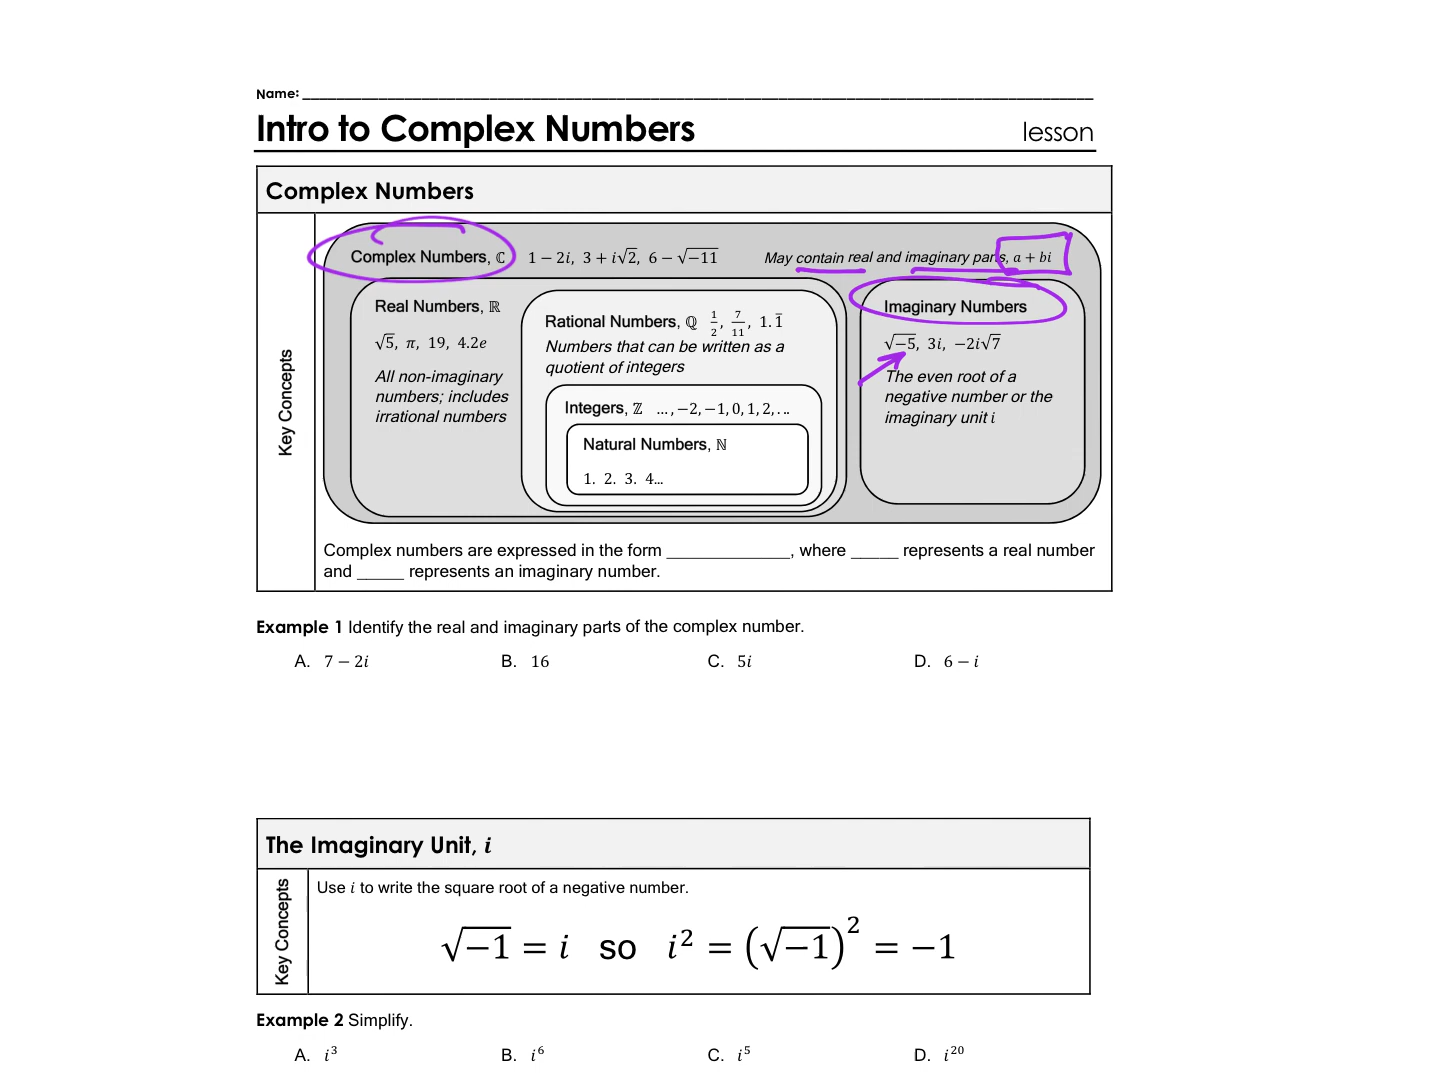 Name: ___________________________________________
Intro to Complex Numbers lesson
Complex Numbers
Key Concepts
Complex Numbers, ℂ 1 − 2i, 3 + i√2, 6 − √−11 May contain real and imaginary parts, a + bi
Real Numbers, ℝ
√5, π, 19, 4.2e
All non-imaginary
numbers; includes
irrational numbers
Rational Numbers, ℚ 1/2, 7/11, 1.1̄
Numbers that can be written as a
quotient of integers
Integers, ℤ …, −2, −1, 0, 1, 2, …
Natural Numbers, ℕ
1. 2. 3. 4...
Imaginary Numbers
√−5, 3i, −2i√7
The even root of a
negative number or the
imaginary unit i
Complex numbers are expressed in the form _____________, where _____ represents a real number
and _____ represents an imaginary number.
Example 1 Identify the real and imaginary parts of the complex number.
A. 7 − 2i B. 16 C. 5i D. 6 − i
The Imaginary Unit, i
Key Concepts
Use i to write the square root of a negative number.
√−1 = i so i² = (√−1)² = −1
Example 2 Simplify.
A. i³ B. i⁶ C. i⁵ D. i²⁰